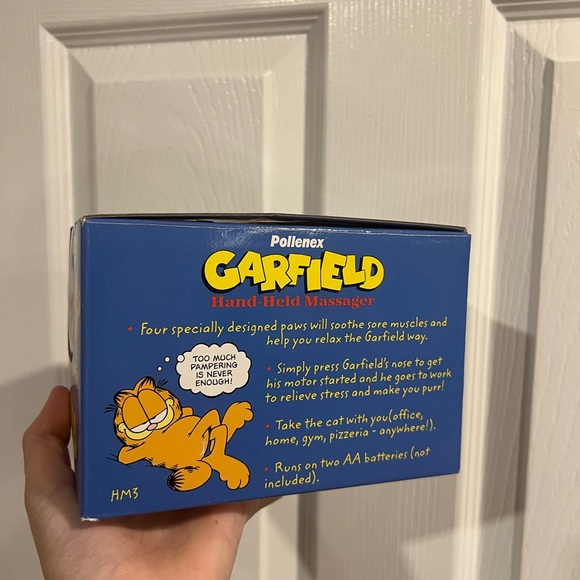 Pollenex
GARFIELD
Hand-Held Massager
• Four specially designed paws will soothe sore muscles and
help you relax the Garfield way.
TOO MUCH
PAMPERING
IS NEVER
ENOUGH!
• Simply press Garfield's nose to get
his motor started and he goes to work
to relieve stress and make you purr!
• Take the cat with you(office,
home, gym, pizzeria - anywhere!).
• Runs on two AA batteries (not
included).
HM3